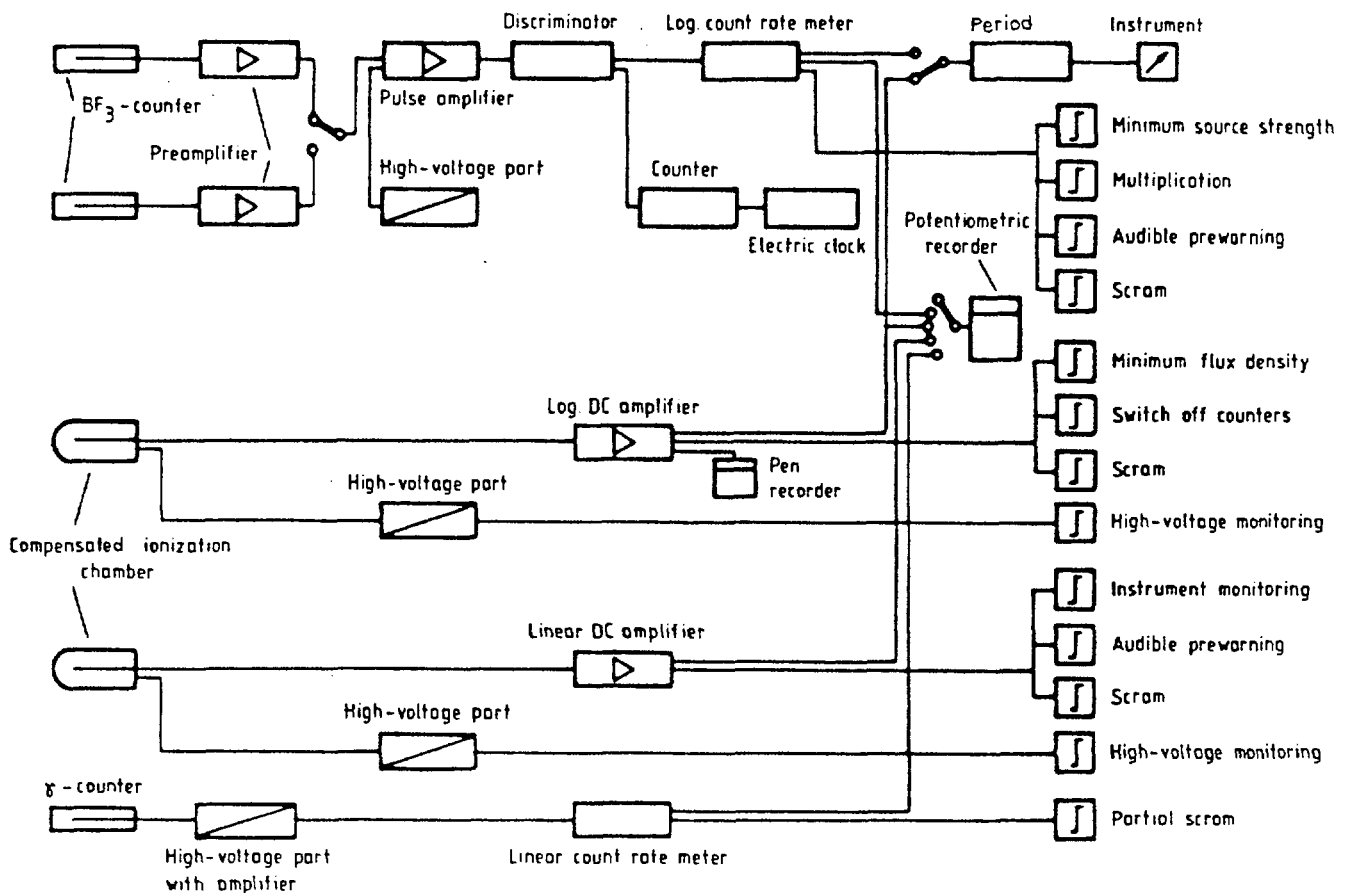 Discriminator
Log. count rate meter
Period
Instrument
BF3-counter
Pulse amplifier
Preamplifier
High-voltage part
Counter
Electric clock
Potentiometric
recorder
Minimum source strength
Multiplication
Audible prewarning
Scram
Minimum flux density
Log. DC amplifier
Switch off counters
Pen
recorder
Scram
High-voltage part
High-voltage monitoring
Compensated ionization
chamber
Instrument monitoring
Linear DC amplifier
Audible prewarning
Scram
High-voltage part
High-voltage monitoring
γ-counter
Partial scram
High-voltage part
with amplifier
Linear count rate meter